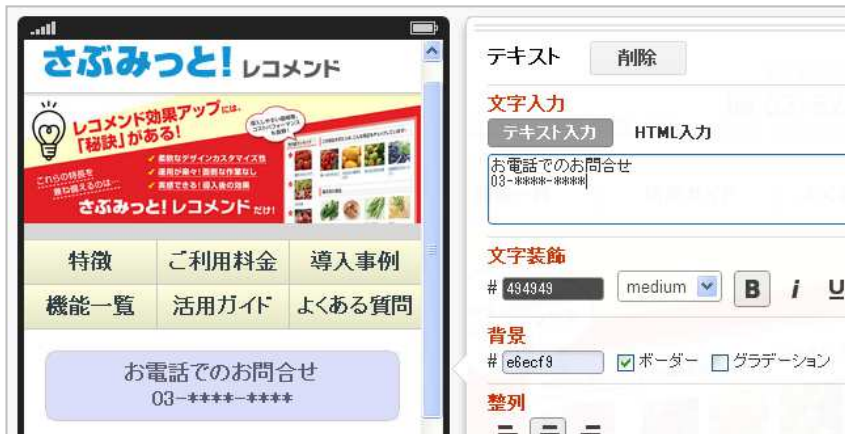 さぶみっと! レコメンド
レコメンド効果アップには、
「秘訣」がある!
✓ 柔軟なデザインカスタマイズ性
✓ 運用が楽々!面倒な作業なし
✓ 実感できる!導入後の効果
これらの特長を
兼ね備えるのは…
さぶみっと!レコメンド だけ!
特徴 ご利用料金 導入事例
機能一覧 活用ガイド よくある質問
お電話でのお問合せ
03-****-****
テキスト 削除
文字入力
テキスト入力 HTML入力
お電話でのお問合せ
03-****-****
文字装飾
# 494949 medium B i U
背景
# e6ecf9 ボーダー グラデーション
整列